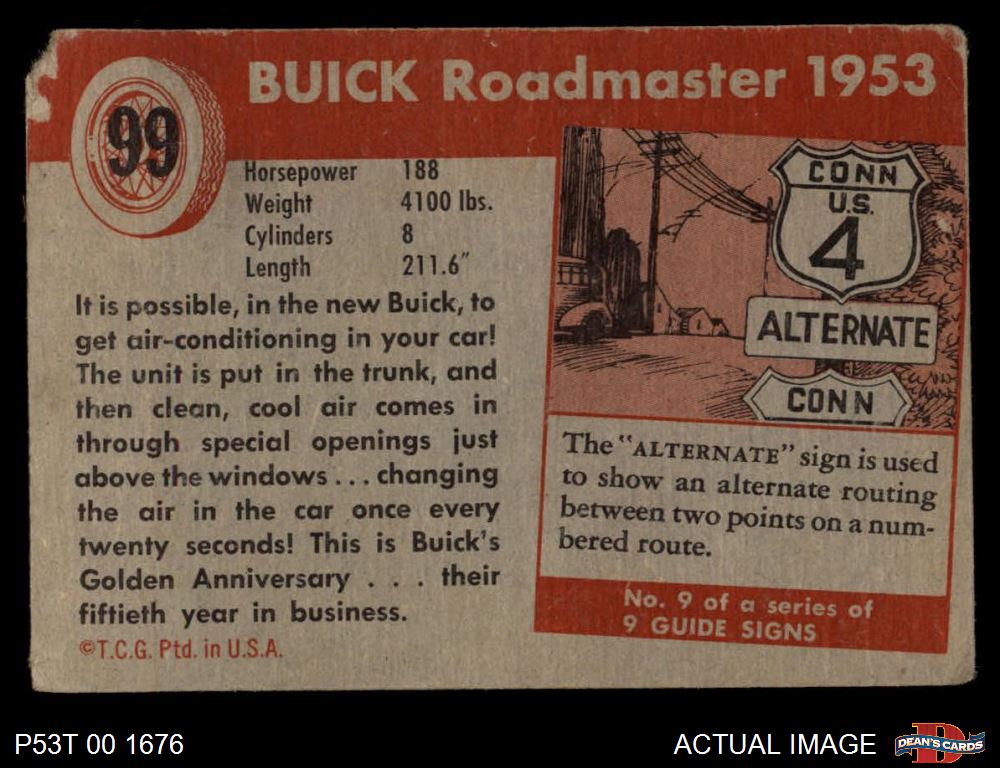 BUICK Roadmaster 1953
99
Horsepower 188
Weight 4100 lbs.
Cylinders 8
Length 211.6"
It is possible, in the new Buick, to
get air-conditioning in your car!
The unit is put in the trunk, and
then clean, cool air comes in
through special openings just
above the windows . . . changing
the air in the car once every
twenty seconds! This is Buick's
Golden Anniversary . . . their
fiftieth year in business.
©T.C.G. Ptd. in U.S.A.
CONN
U.S.
4
ALTERNATE
CONN
The "ALTERNATE" sign is used
to show an alternate routing
between two points on a num-
bered route.
No. 9 of a series of
9 GUIDE SIGNS
P53T 00 1676
ACTUAL IMAGE
D
DEAN'S CARDS